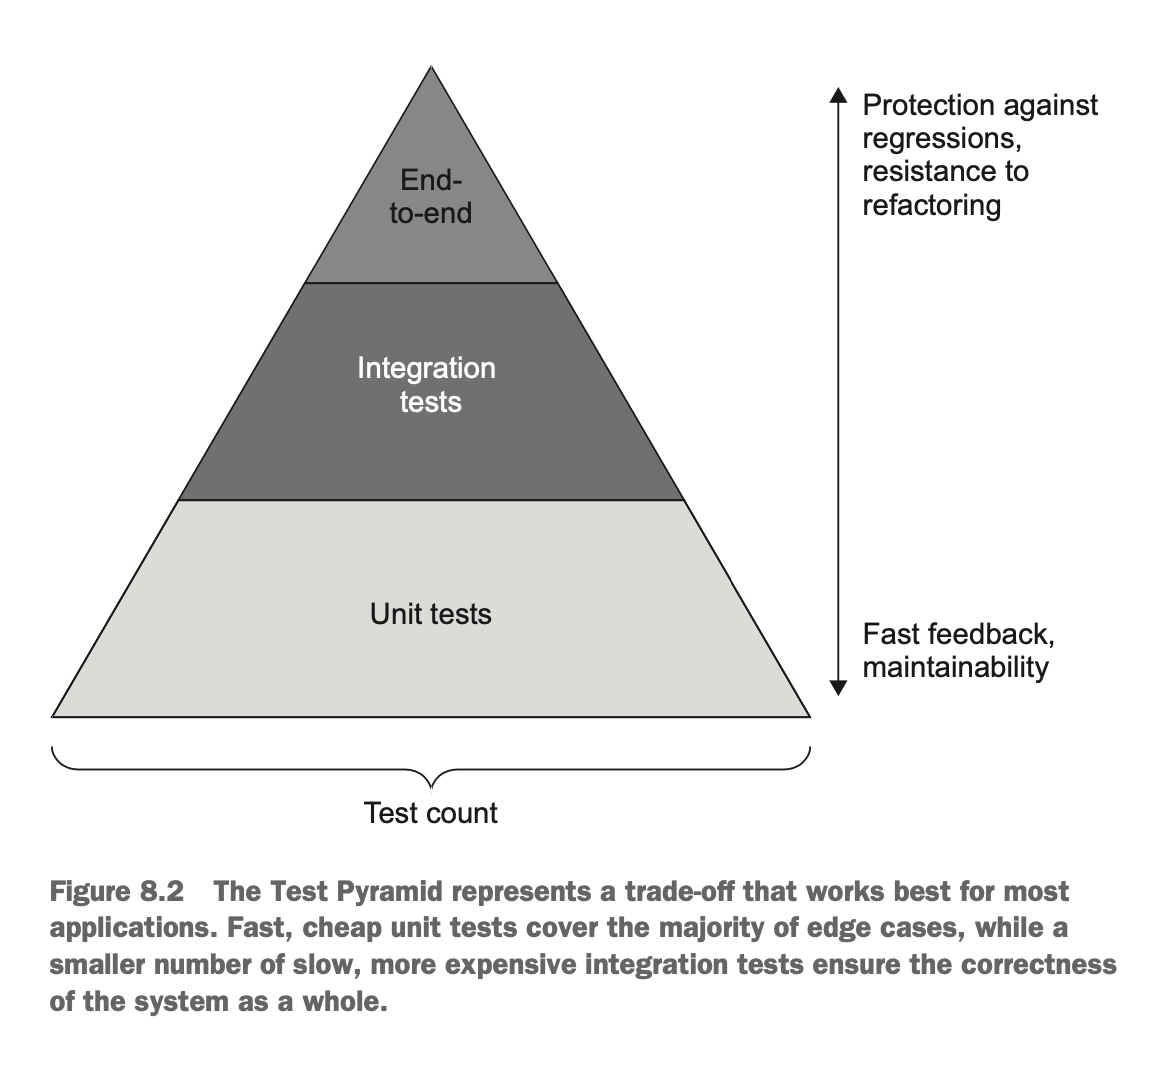 End-
to-end
Integration
tests
Unit tests
Test count
Protection against
regressions,
resistance to
refactoring
Fast feedback,
maintainability
Figure 8.2 The Test Pyramid represents a trade-off that works best for most
applications. Fast, cheap unit tests cover the majority of edge cases, while a
smaller number of slow, more expensive integration tests ensure the correctness
of the system as a whole.